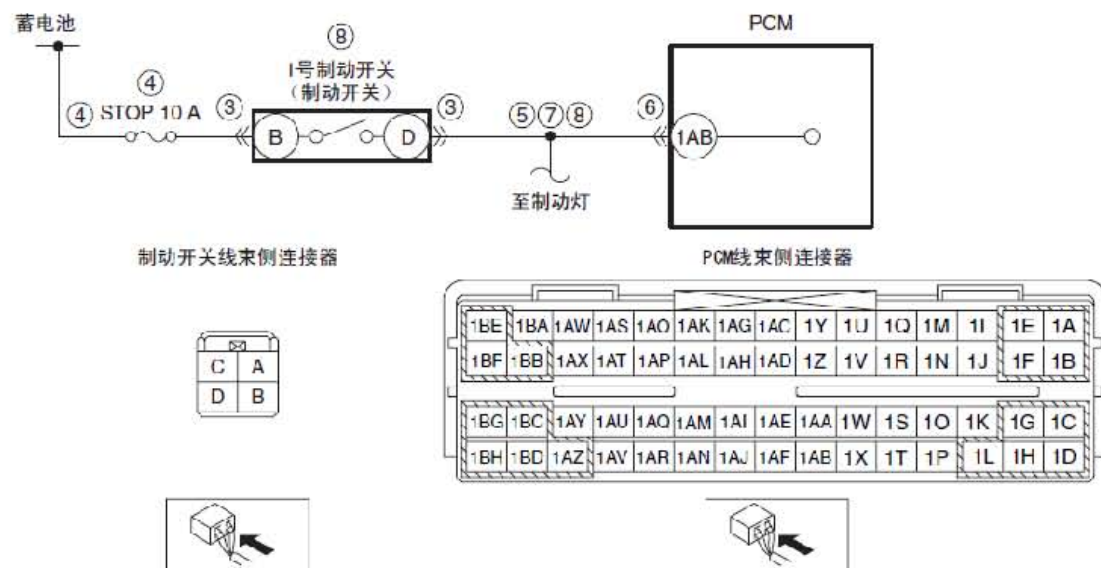 蓄电池
PCM
⑧
1号制动开关
(制动开关)
④
④ STOP 10 A ③
B
D
③
⑤⑦⑧
⑥
1AB
至制动灯
制动开关线束侧连接器
PCM线束侧连接器
C A
D B
1BE 1BA 1AW 1AS 1AO 1AK 1AG 1AC 1Y 1U 1Q 1M 1I 1E 1A
1BF 1BB 1AX 1AT 1AP 1AL 1AH 1AD 1Z 1V 1R 1N 1J 1F 1B
1BG 1BC 1AY 1AU 1AQ 1AM 1AI 1AE 1AA 1W 1S 1O 1K 1G 1C
1BH 1BD 1AZ 1AV 1AR 1AN 1AJ 1AF 1AB 1X 1T 1P 1L 1H 1D